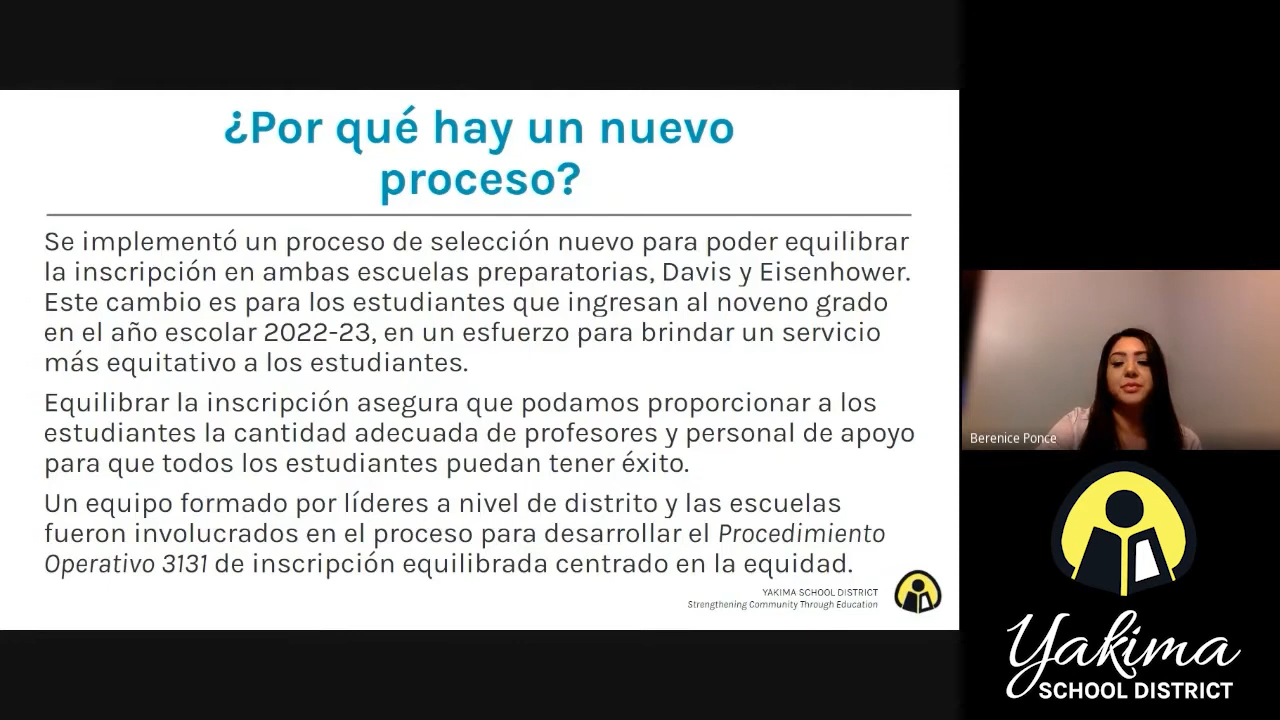 ¿Por qué hay un nuevo
proceso?
Se implementó un proceso de selección nuevo para poder equilibrar
la inscripción en ambas escuelas preparatorias, Davis y Eisenhower.
Este cambio es para los estudiantes que ingresan al noveno grado
en el año escolar 2022-23, en un esfuerzo para brindar un servicio
más equitativo a los estudiantes.
Equilibrar la inscripción asegura que podamos proporcionar a los
estudiantes la cantidad adecuada de profesores y personal de apoyo
para que todos los estudiantes puedan tener éxito.
Un equipo formado por líderes a nivel de distrito y las escuelas
fueron involucrados en el proceso para desarrollar el Procedimiento
Operativo 3131 de inscripción equilibrada centrado en la equidad.
YAKIMA SCHOOL DISTRICT
Strengthening Community Through Education
Berenice Ponce
Yakima
SCHOOL DISTRICT